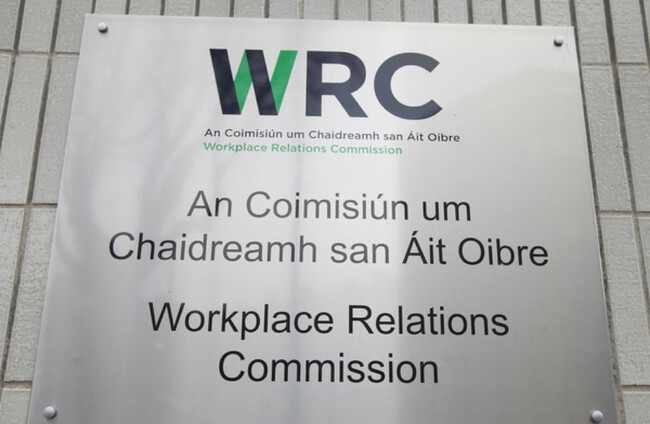 WRC
An Coimisiún um Chaidreamh san Áit Oibre
Workplace Relations Commission
An Coimisiún um
Chaidreamh san Áit Oibre
Workplace Relations
Commission